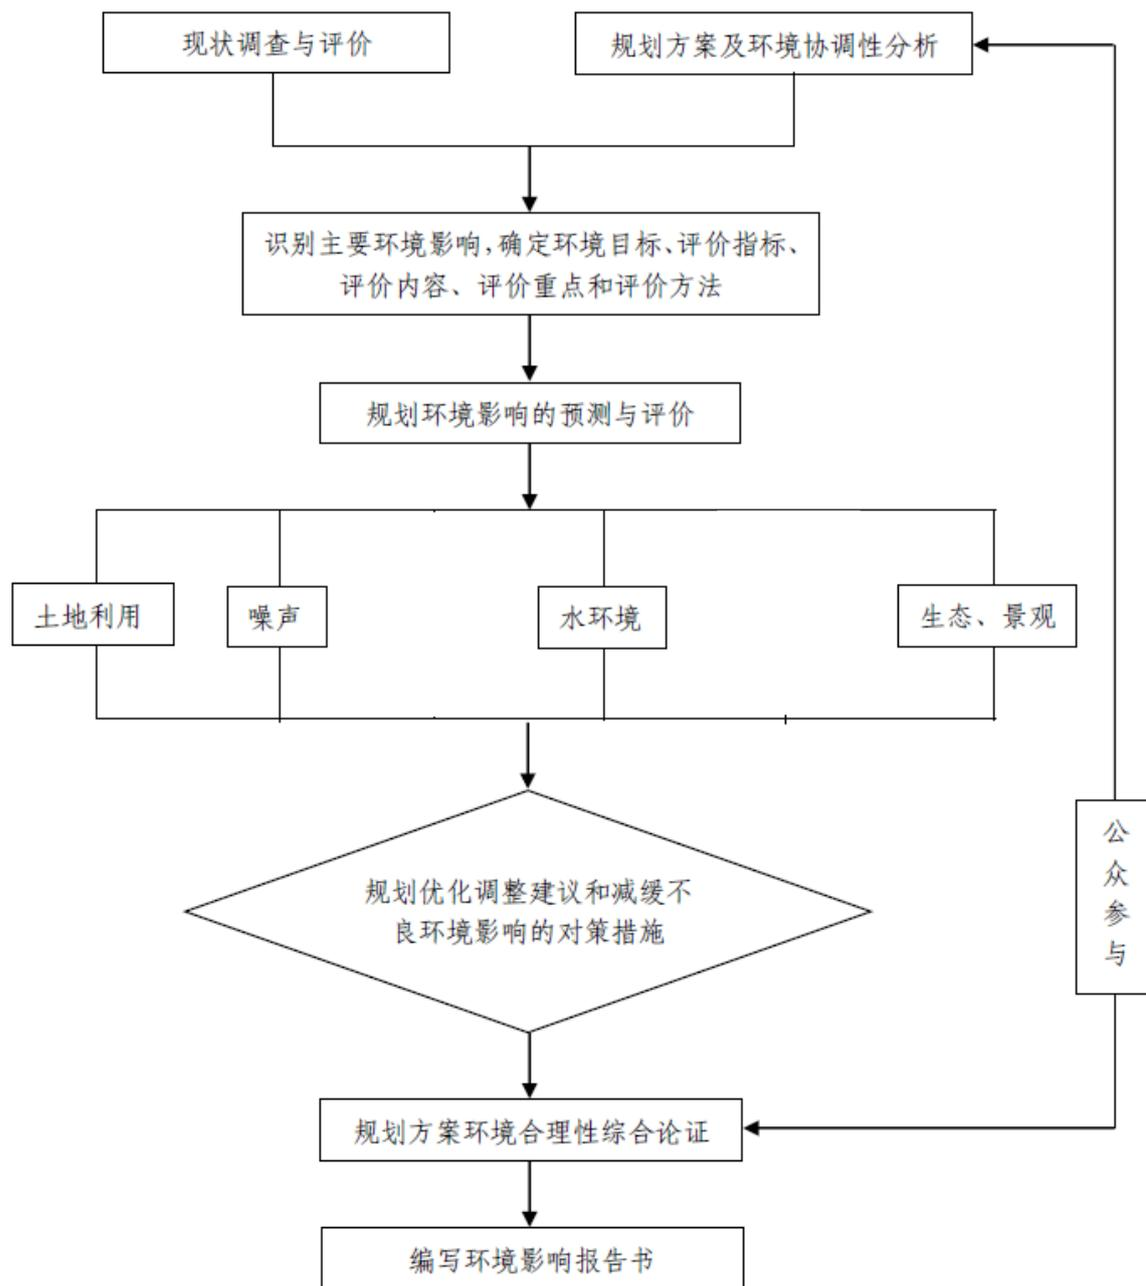 现状调查与评价
规划方案及环境协调性分析
识别主要环境影响,确定环境目标、评价指标、
评价内容、评价重点和评价方法
规划环境影响的预测与评价
土地利用
噪声
水环境
生态、景观
规划优化调整建议和减缓不
良环境影响的对策措施
公
众
参
与
规划方案环境合理性综合论证
编写环境影响报告书